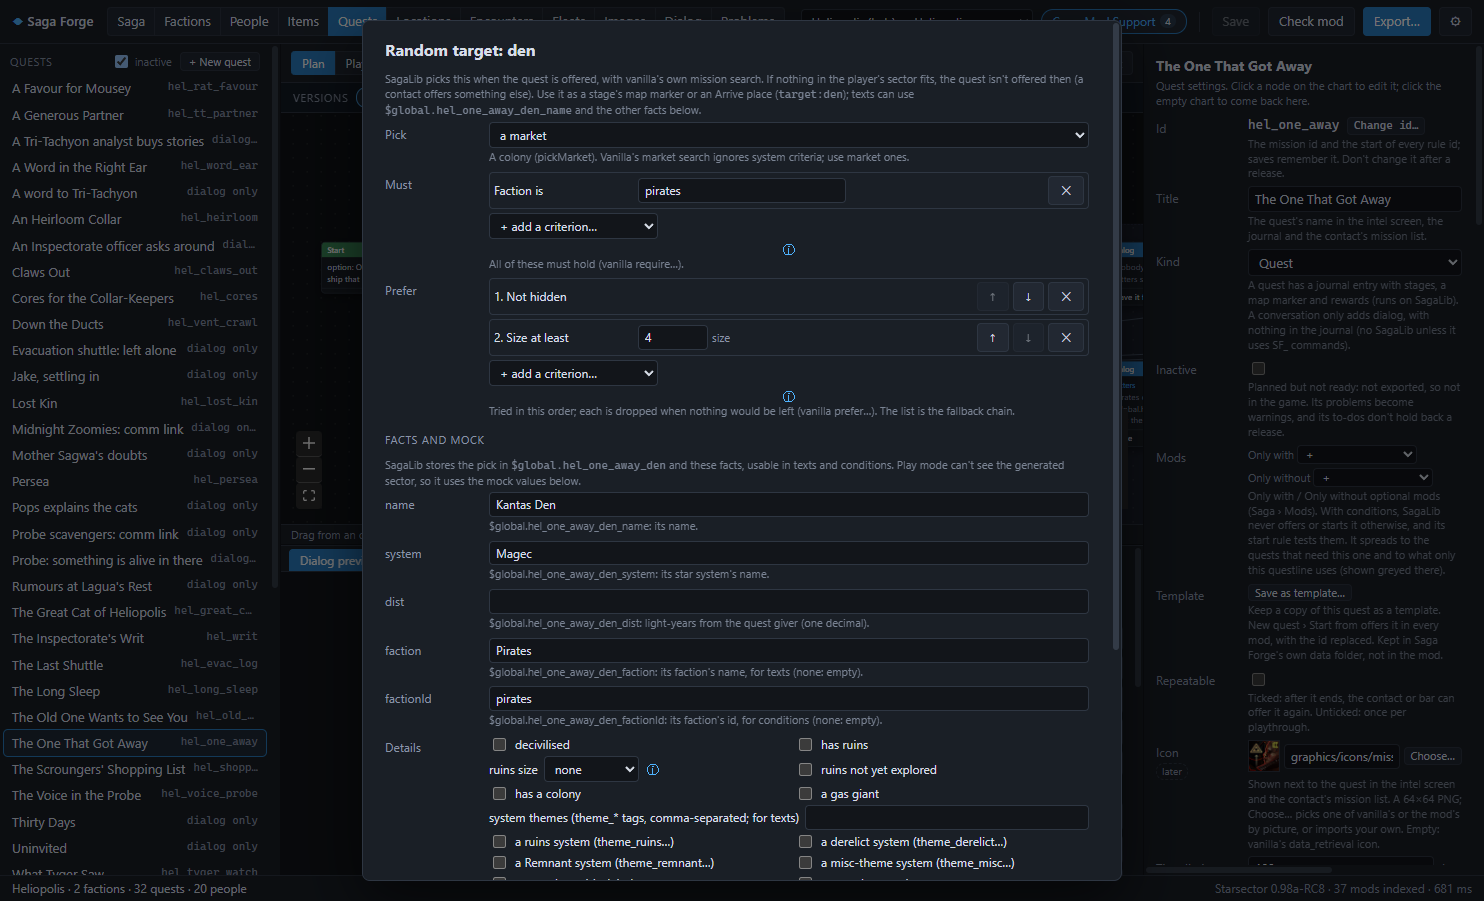 Saga Forge
Saga
Factions
People
Items
Quests
Support 4
Save
Check mod
Export...
QUESTS
inactive
+ New quest
A Favour for Mousey hel_rat_favour
A Generous Partner hel_tt_partner
A Tri-Tachyon analyst buys stories dialog…
A Word in the Right Ear hel_word_ear
A word to Tri-Tachyon dialog only
An Heirloom Collar hel_heirloom
An Inspectorate officer asks around dial…
Claws Out hel_claws_out
Cores for the Collar-Keepers hel_cores
Down the Ducts hel_vent_crawl
Evacuation shuttle: left alone dialog only
Jake, settling in dialog only
Lost Kin hel_lost_kin
Midnight Zoomies: comm link dialog on…
Mother Sagwa's doubts dialog only
Persea hel_persea
Pops explains the cats dialog only
Probe scavengers: comm link dialog only
Probe: something is alive in there dialog…
Rumours at Lagua's Rest dialog only
The Great Cat of Heliopolis hel_great_c…
The Inspectorate's Writ hel_writ
The Last Shuttle hel_evac_log
The Long Sleep hel_long_sleep
The Old One Wants to See You hel_old_…
The One That Got Away hel_one_away
The Scroungers' Shopping List hel_shopp…
The Voice in the Probe hel_voice_probe
Thirty Days dialog only
Uninvited dialog only
What Tyger Saw hel_tyger_watch
Heliopolis · 2 factions · 32 quests · 20 people
Plan
VERSIONS
Start
option: O
ship that
Drag from an
Dialog prev
Random target: den
SagaLib picks this when the quest is offered, with vanilla's own mission search. If nothing in the player's sector fits, the quest isn't offered then (a
contact offers something else). Use it as a stage's map marker or an Arrive place (target:den); texts can use
$global.hel_one_away_den_name and the other facts below.
Pick
a market
A colony (pickMarket). Vanilla's market search ignores system criteria; use market ones.
Must
Faction is
pirates
+ add a criterion...
All of these must hold (vanilla require...).
Prefer
1. Not hidden
2. Size at least
4
size
+ add a criterion...
Tried in this order; each is dropped when nothing would be left (vanilla prefer...). The list is the fallback chain.
FACTS AND MOCK
SagaLib stores the pick in $global.hel_one_away_den and these facts, usable in texts and conditions. Play mode can't see the generated
sector, so it uses the mock values below.
name
Kantas Den
$global.hel_one_away_den_name: its name.
system
Magec
$global.hel_one_away_den_system: its star system's name.
dist
$global.hel_one_away_den_dist: light-years from the quest giver (one decimal).
faction
Pirates
$global.hel_one_away_den_faction: its faction's name, for texts (none: empty).
factionId
pirates
$global.hel_one_away_den_factionId: its faction's id, for conditions (none: empty).
Details
decivilised
has ruins
ruins size
none
ruins not yet explored
has a colony
a gas giant
system themes (theme_* tags, comma-separated; for texts)
a ruins system (theme_ruins...)
a derelict system (theme_derelict...)
a Remnant system (theme_remnant...)
a misc-theme system (theme_misc...)
The One That Got Away
Quest settings. Click a node on the chart to edit it; click the
empty chart to come back here.
Id
hel_one_away
Change id…
The mission id and the start of every rule id;
saves remember it. Don't change it after a
release.
Title
The One That Got Away
The quest's name in the intel screen, the
journal and the contact's mission list.
Kind
Quest
A quest has a journal entry with stages, a
map marker and rewards (runs on SagaLib).
A conversation only adds dialog, with
nothing in the journal (no SagaLib unless it
uses SF_ commands).
Inactive
Planned but not ready: not exported, so not
in the game. Its problems become
warnings, and its to-dos don't hold back a
release.
Mods
Only with +
Only without +
Only with / Only without optional mods
(Saga › Mods). With conditions, SagaLib
never offers or starts it otherwise, and its
start rule tests them. It spreads to the
quests that need this one and to what only
this questline uses (shown greyed there).
Template
Save as template...
Keep a copy of this quest as a template.
New quest › Start from offers it in every
mod, with the id replaced. Kept in Saga
Forge's own data folder, not in the mod.
Repeatable
Ticked: after it ends, the contact or bar can
offer it again. Unticked: once per
playthrough.
Icon
later
graphics/icons/miss
Choose...
Shown next to the quest in the intel screen
and the contact's mission list. A 64×64 PNG;
Choose... picks one of vanilla's or the mod's
by picture, or imports your own. Empty:
vanilla's data_retrieval icon.
Starsector 0.98a-RC8 · 37 mods indexed · 681 ms